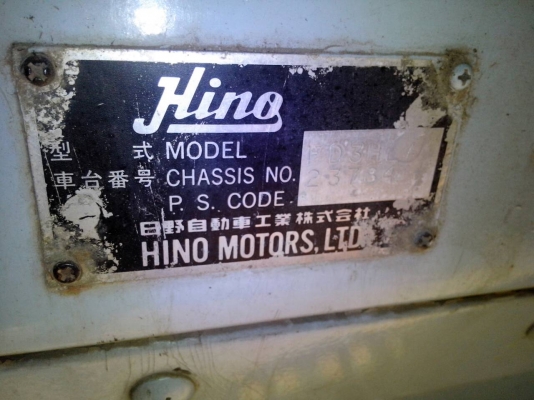 Hino
型 式 MODEL
車台番号 CHASSIS NO.
P. S. CODE
日野自動車工業株式会社
HINO MOTORS, LTD